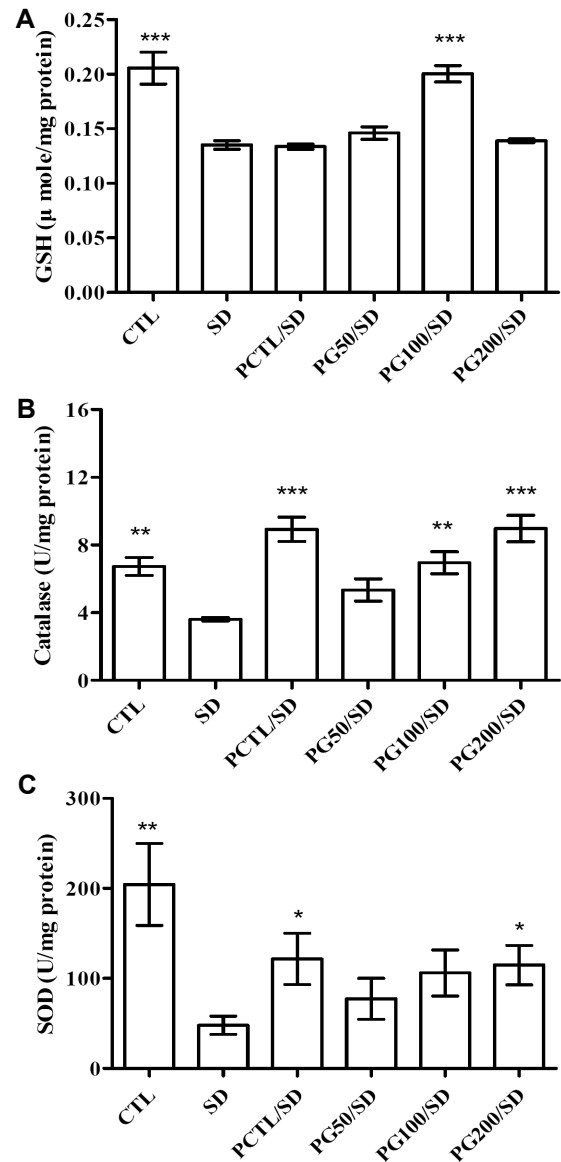 A
GSH (µ mole/mg protein)
0.25
0.20
0.15
0.10
0.05
0.00
***
***
CTL
SD
PCTL/SD
PG50/SD
PG100/SD
PG200/SD
B
Catalase (U/mg protein)
16
12
8
4
0
**
***
**
***
CTL
SD
PCTL/SD
PG50/SD
PG100/SD
PG200/SD
C
SOD (U/mg protein)
300
200
100
0
**
*
*
CTL
SD
PCTL/SD
PG50/SD
PG100/SD
PG200/SD